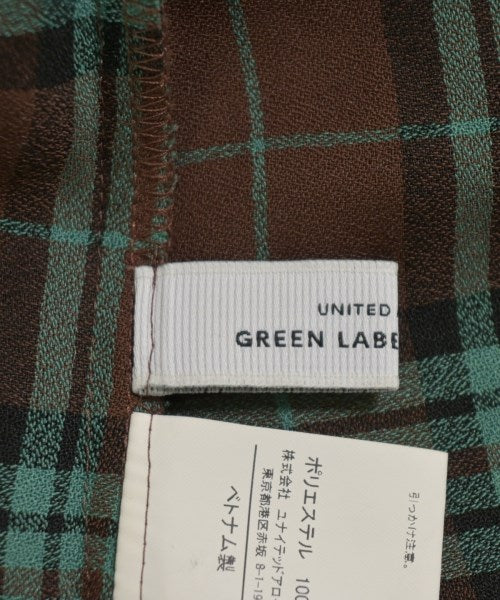 UNITED
GREEN LABE
引っかけ注意。
ポリエステル 100
株式会社 ユナイテッドアロー
東京都港区赤坂 8-1-19
ベトナム製